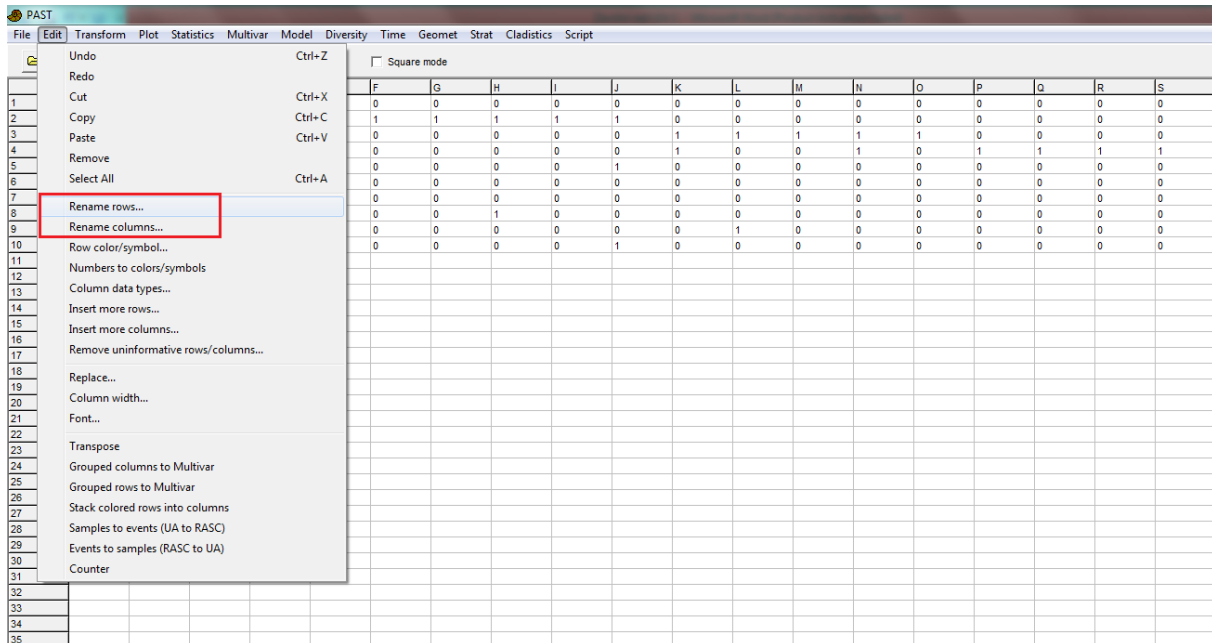 PAST
File Edit Transform Plot Statistics Multivar Model Diversity Time Geomet Strat Cladistics Script
Undo Ctrl+Z
Square mode
Redo
F G H I J K L M N O P Q R S
Cut Ctrl+X
1 0 0 0 0 0 0 0 0 0 0 0 0 0 0
Copy Ctrl+C
2 1 1 1 1 1 0 0 0 0 0 0 0 0 0
Paste Ctrl+V
3 0 0 0 0 0 1 1 1 1 1 0 0 0 0
Remove
4 0 0 0 0 0 1 0 0 1 0 1 1 1 1
5 0 0 0 0 1 0 0 0 0 0 0 0 0 0
Select All Ctrl+A
6 0 0 0 0 0 0 0 0 0 0 0 0 0 0
7 0 0 0 0 0 0 0 0 0 0 0 0 0 0
Rename rows...
8 0 0 1 0 0 0 0 0 0 0 0 0 0 0
Rename columns...
9 0 0 0 0 0 0 1 0 0 0 0 0 0 0
Row color/symbol...
10 0 0 0 0 1 0 0 0 0 0 0 0 0 0
11
Numbers to colors/symbols
12
Column data types...
13
Insert more rows...
14
15
Insert more columns...
16
Remove uninformative rows/columns...
17
18
Replace...
19
Column width...
20
21
Font...
22
23
Transpose
24
Grouped columns to Multivar
25
Grouped rows to Multivar
26
Stack colored rows into columns
27
28
Samples to events (UA to RASC)
29
Events to samples (RASC to UA)
30
Counter
31
32
33
34
35